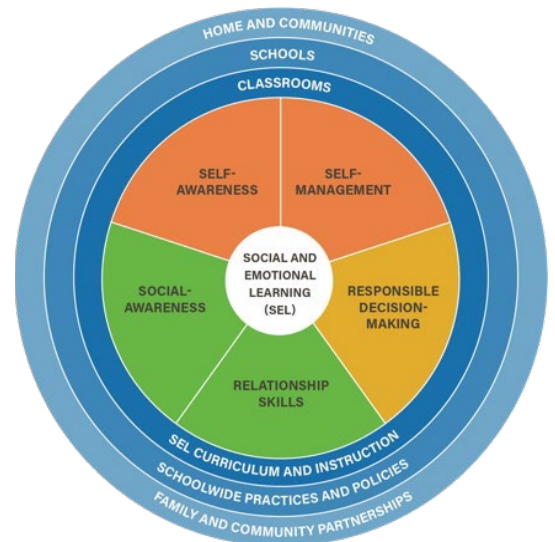 HOME AND COMMUNITIES
SCHOOLS
CLASSROOMS
SELF-
AWARENESS
SELF-
MANAGEMENT
SOCIAL AND
EMOTIONAL
LEARNING
(SEL)
SOCIAL-
AWARENESS
RESPONSIBLE
DECISION-
MAKING
RELATIONSHIP
SKILLS
SEL CURRICULUM AND INSTRUCTION
SCHOOLWIDE PRACTICES AND POLICIES
FAMILY AND COMMUNITY PARTNERSHIPS